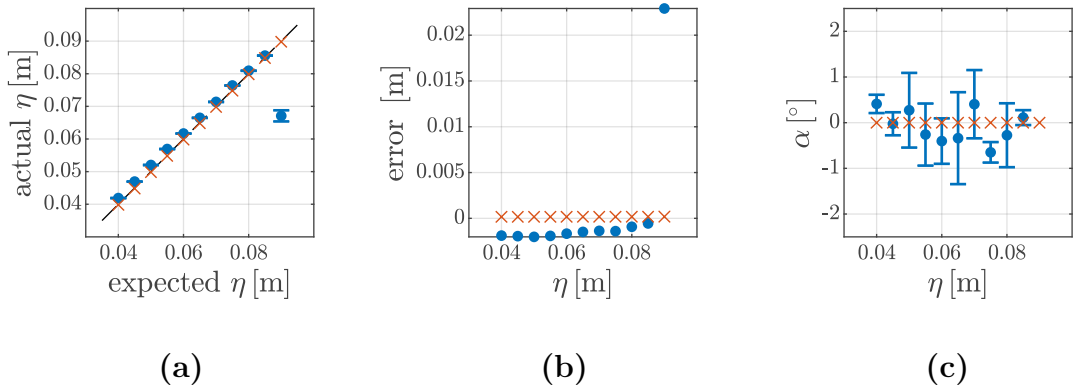 0.09
0.08
0.07
0.06
0.05
0.04
0.04
0.06
0.08
actual η [m]
expected η [m]
(a)
0.02
0.015
0.01
0.005
0
0.04
0.06
0.08
error [m]
η [m]
(b)
2
1
0
-1
-2
0.04
0.06
0.08
α [°]
η [m]
(c)